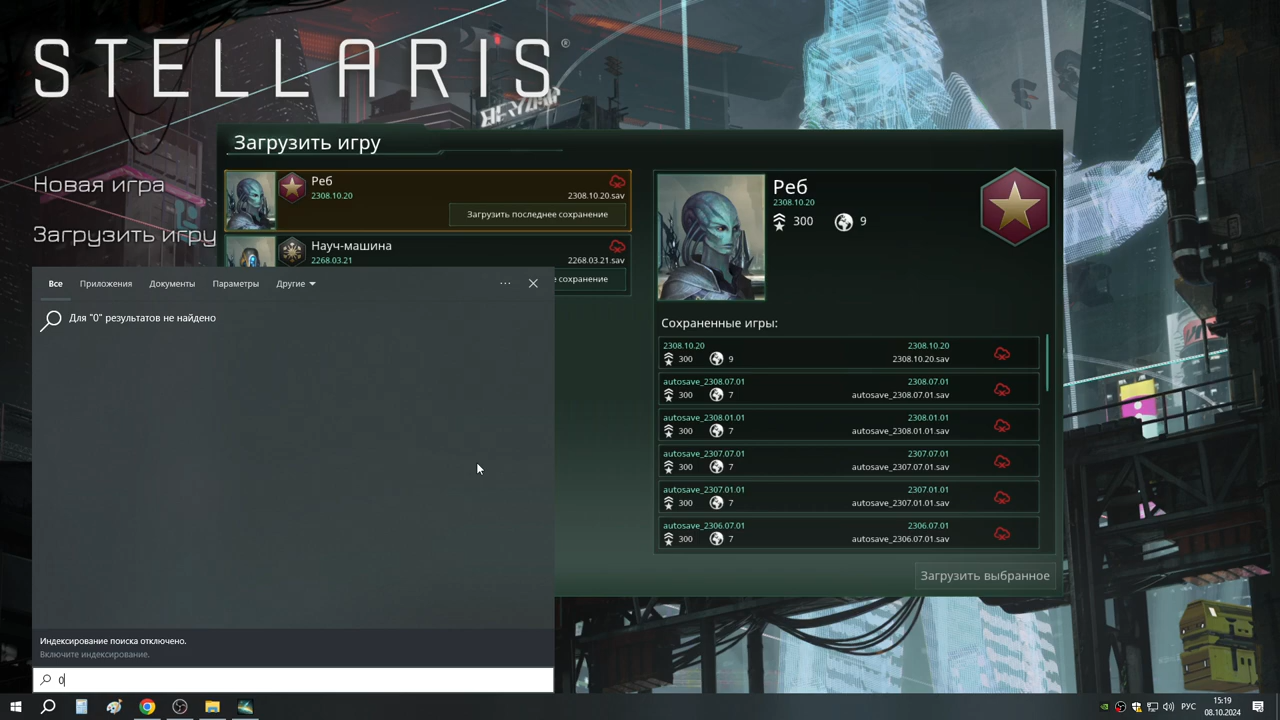 STELLARIS®
Новая игра
Загрузить игру
Загрузить игру
Реб
2308.10.20
2308.10.20.sav
Загрузить последнее сохранение
Науч-машина
2268.03.21
2268.03.21.sav
е сохранение
Реб
2308.10.20
300 9
Сохраненные игры:
2308.10.20 2308.10.20
300 9 2308.10.20.sav
autosave_2308.07.01 2308.07.01
300 7 autosave_2308.07.01.sav
autosave_2308.01.01 2308.01.01
300 7 autosave_2308.01.01.sav
autosave_2307.07.01 2307.07.01
300 7 autosave_2307.07.01.sav
autosave_2307.01.01 2307.01.01
300 7 autosave_2307.01.01.sav
autosave_2306.07.01 2306.07.01
300 7 autosave_2306.07.01.sav
Загрузить выбранное
Все Приложения Документы Параметры Другие
Для "0" результатов не найдено
Индексирование поиска отключено.
Включите индексирование.
0
РУС
15:19
08.10.2024